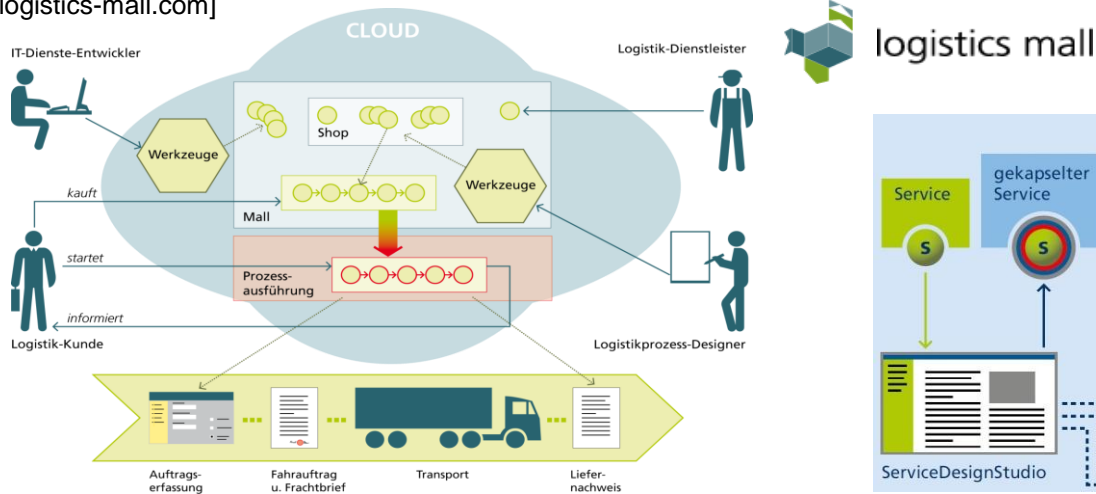 logistics-mall.com]
CLOUD
IT-Dienste-Entwickler
Logistik-Dienstleister
logistics mall
Shop
Werkzeuge
Werkzeuge
kauft
Mall
startet
Prozess-
ausführung
informiert
Logistik-Kunde
Logistikprozess-Designer
Auftrags-
erfassung
Fahrauftrag
u. Frachtbrief
Transport
Liefer-
nachweis
Service
gekapselter
Service
S
S
ServiceDesignStudio